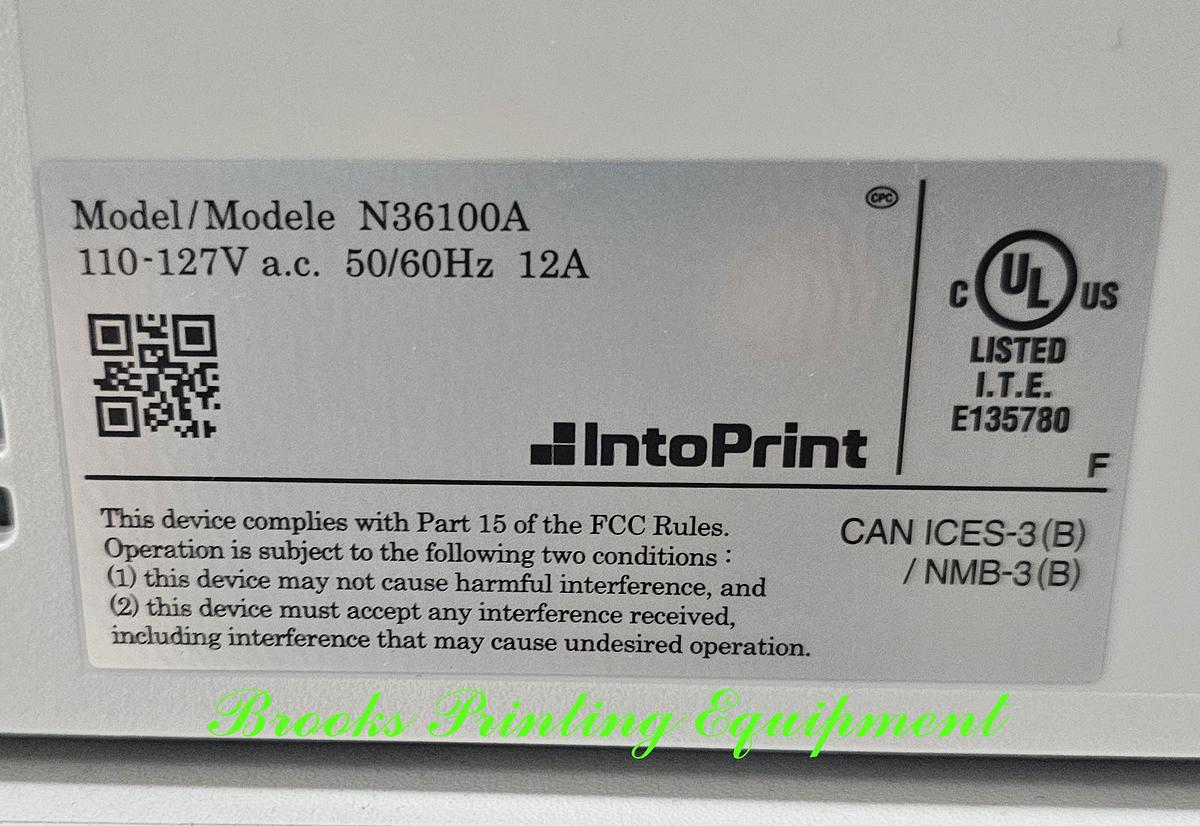 Model/Modele N36100A
110-127V a.c. 50/60Hz 12A
CPC
IntoPrint
C UL US
LISTED
I.T.E.
E135780
F
This device complies with Part 15 of the FCC Rules.
Operation is subject to the following two conditions :
(1) this device may not cause harmful interference, and
(2) this device must accept any interference received,
including interference that may cause undesired operation.
CAN ICES-3(B)
/ NMB-3(B)
Brooks Printing Equipment